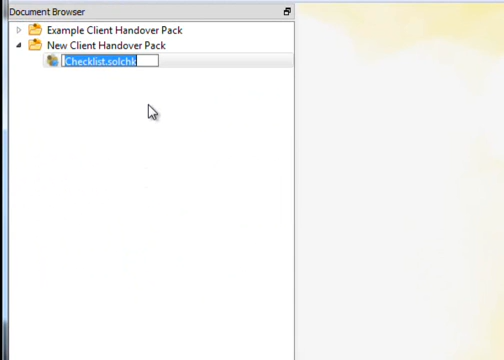 Document Browser
Example Client Handover Pack
New Client Handover Pack
Checklist.solchk